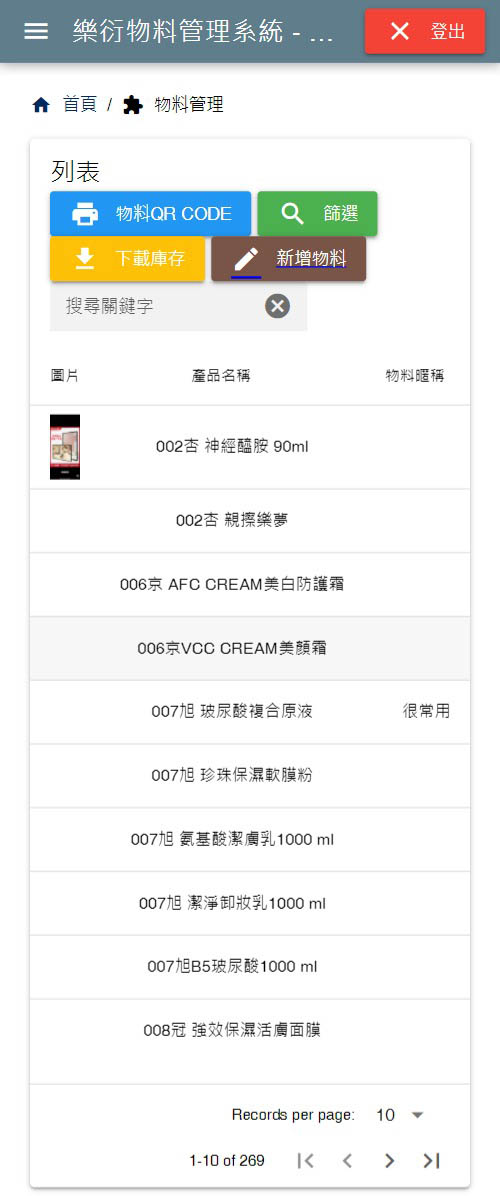 樂衍物料管理系統 - ...
登出
首頁 / 物料管理
列表
物料QR CODE
篩選
下載庫存
新增物料
搜尋關鍵字
圖片 產品名稱 物料暱稱
002杏 神經醯胺 90ml
002杏 親擦樂夢
006京 AFC CREAM美白防護霜
006京VCC CREAM美顏霜
007旭 玻尿酸複合原液 很常用
007旭 珍珠保濕軟膜粉
007旭 氨基酸潔膚乳1000 ml
007旭 潔淨卸妝乳1000 ml
007旭B5玻尿酸1000 ml
008冠 強效保濕活膚面膜
Records per page: 10
1-10 of 269